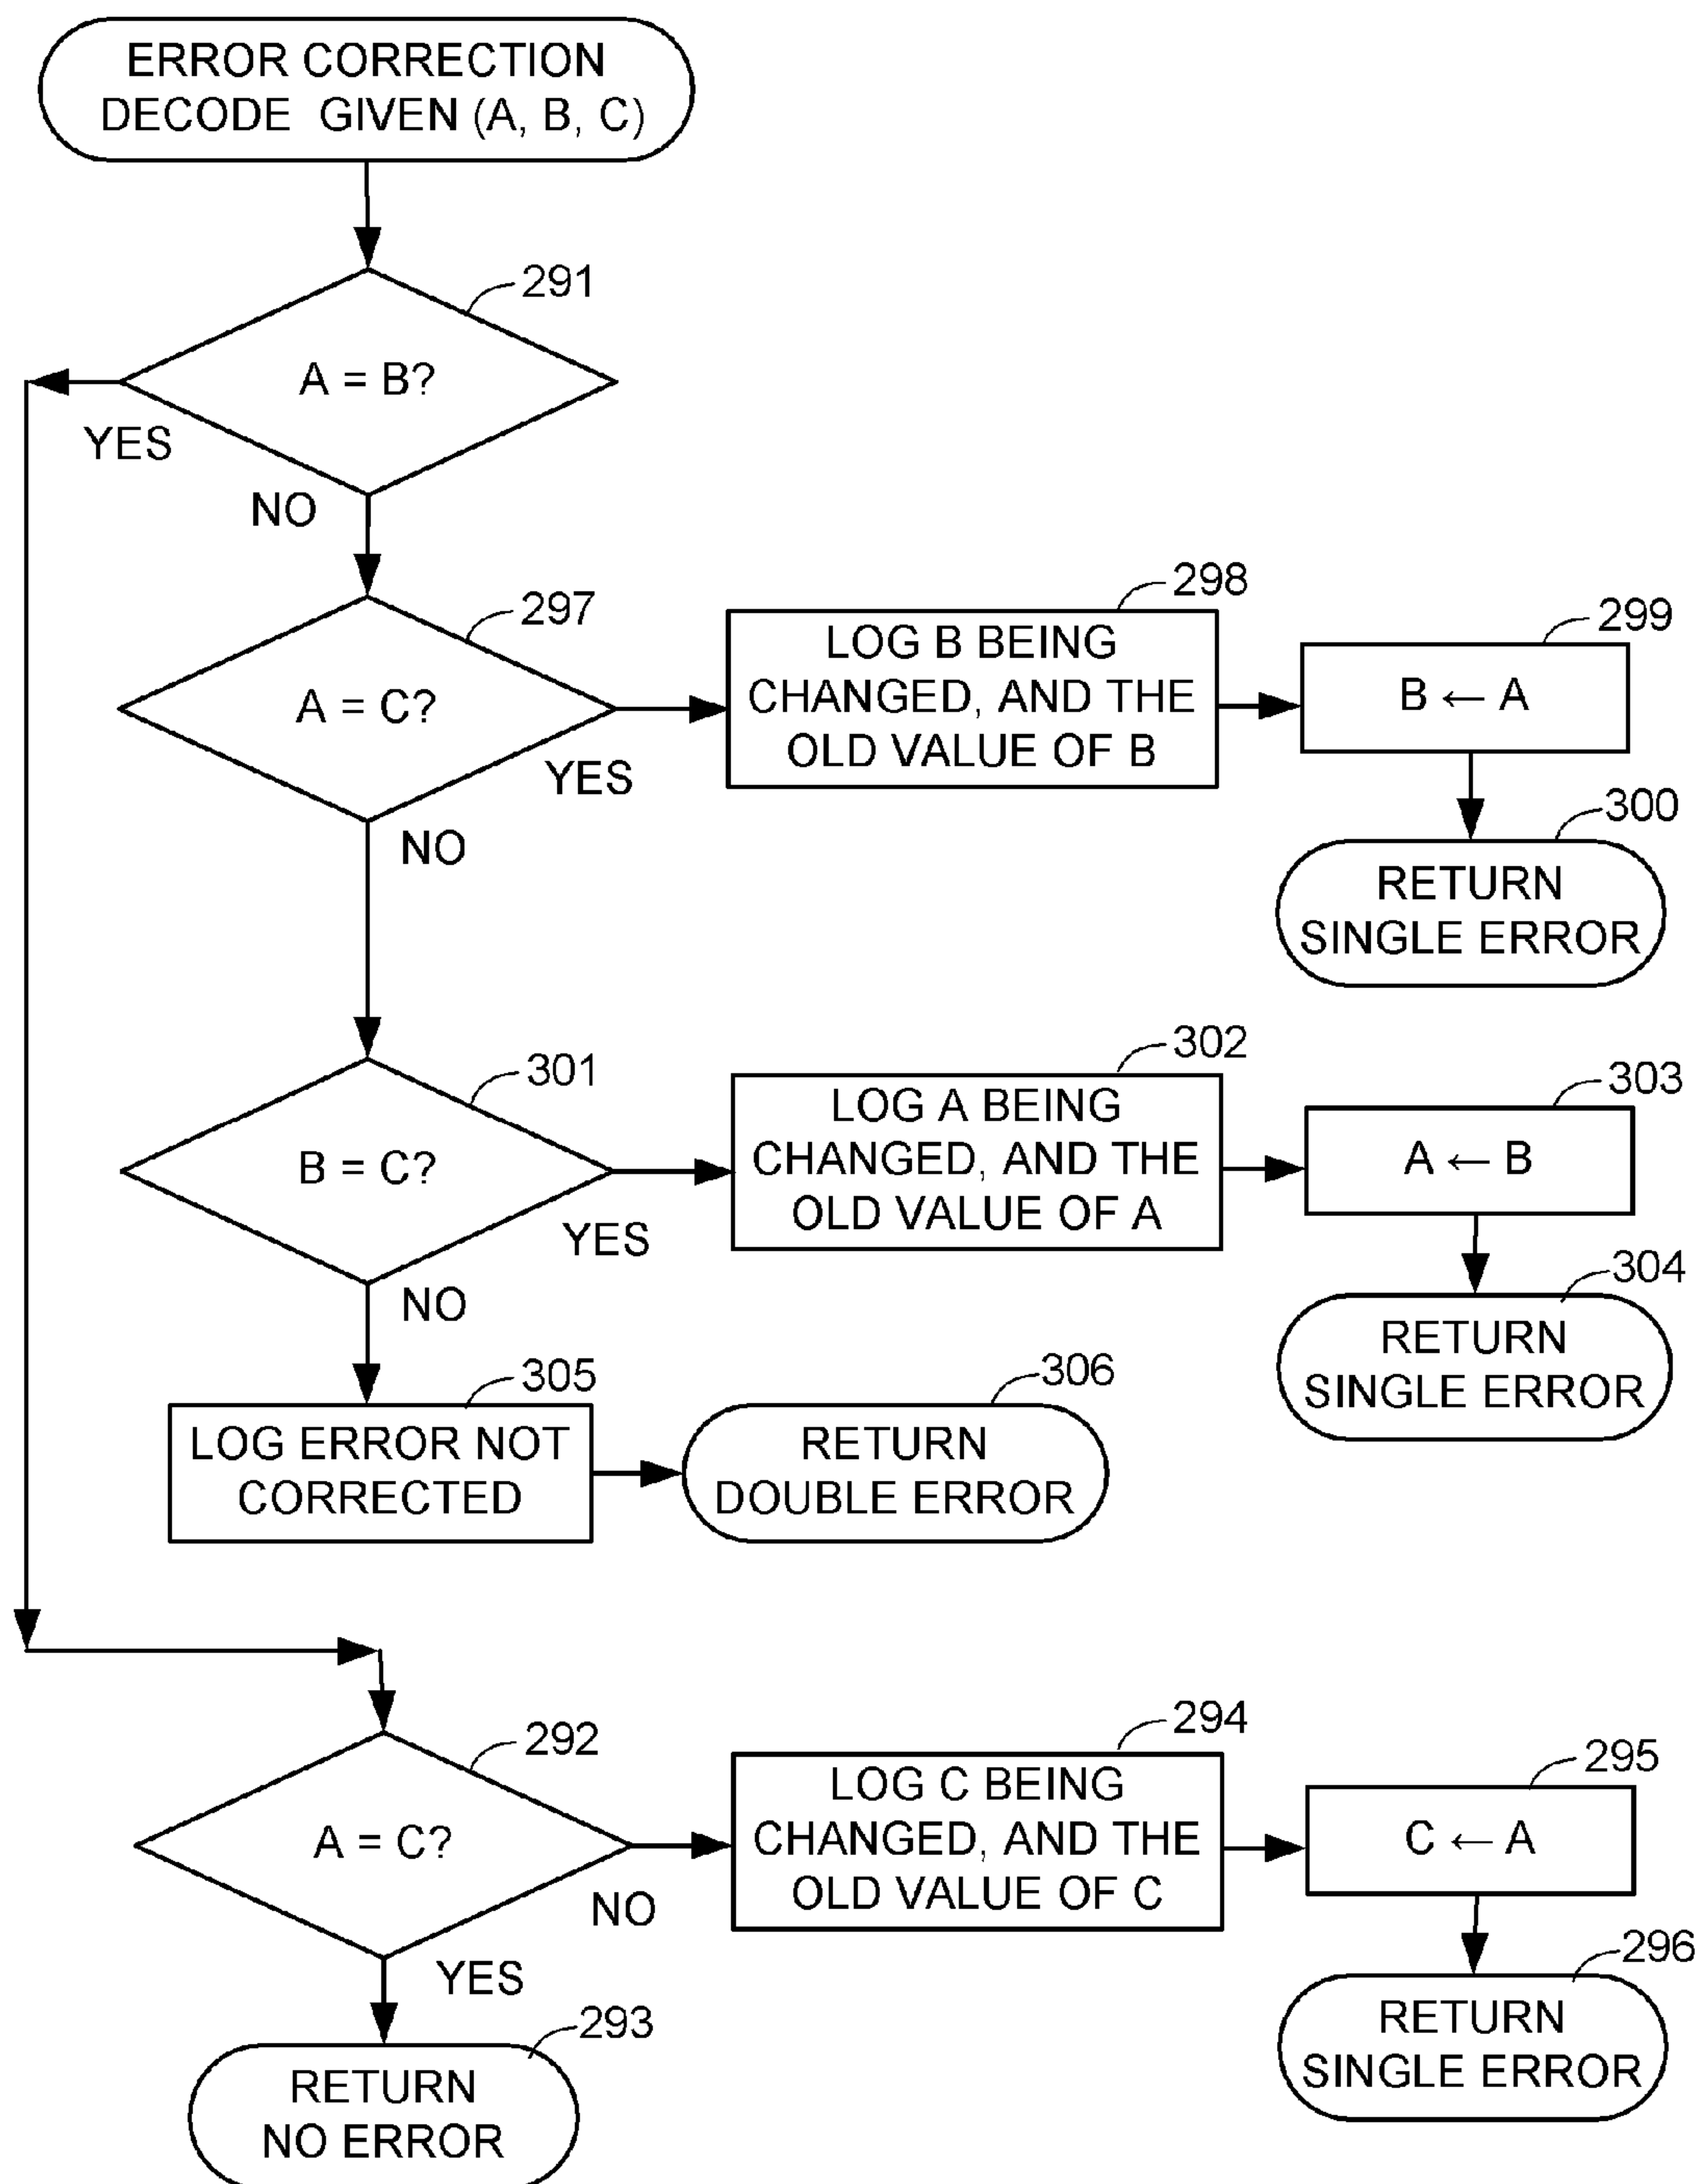 ERROR CORRECTION
DECODE GIVEN (A, B, C)
291
A = B?
YES
NO
297
A = C?
YES
NO
298
LOG B BEING
CHANGED, AND THE
OLD VALUE OF B
299
B ← A
300
RETURN
SINGLE ERROR
301
B = C?
YES
NO
302
LOG A BEING
CHANGED, AND THE
OLD VALUE OF A
303
A ← B
304
RETURN
SINGLE ERROR
305
LOG ERROR NOT
CORRECTED
306
RETURN
DOUBLE ERROR
292
A = C?
NO
YES
294
LOG C BEING
CHANGED, AND THE
OLD VALUE OF C
295
C ← A
296
RETURN
SINGLE ERROR
293
RETURN
NO ERROR